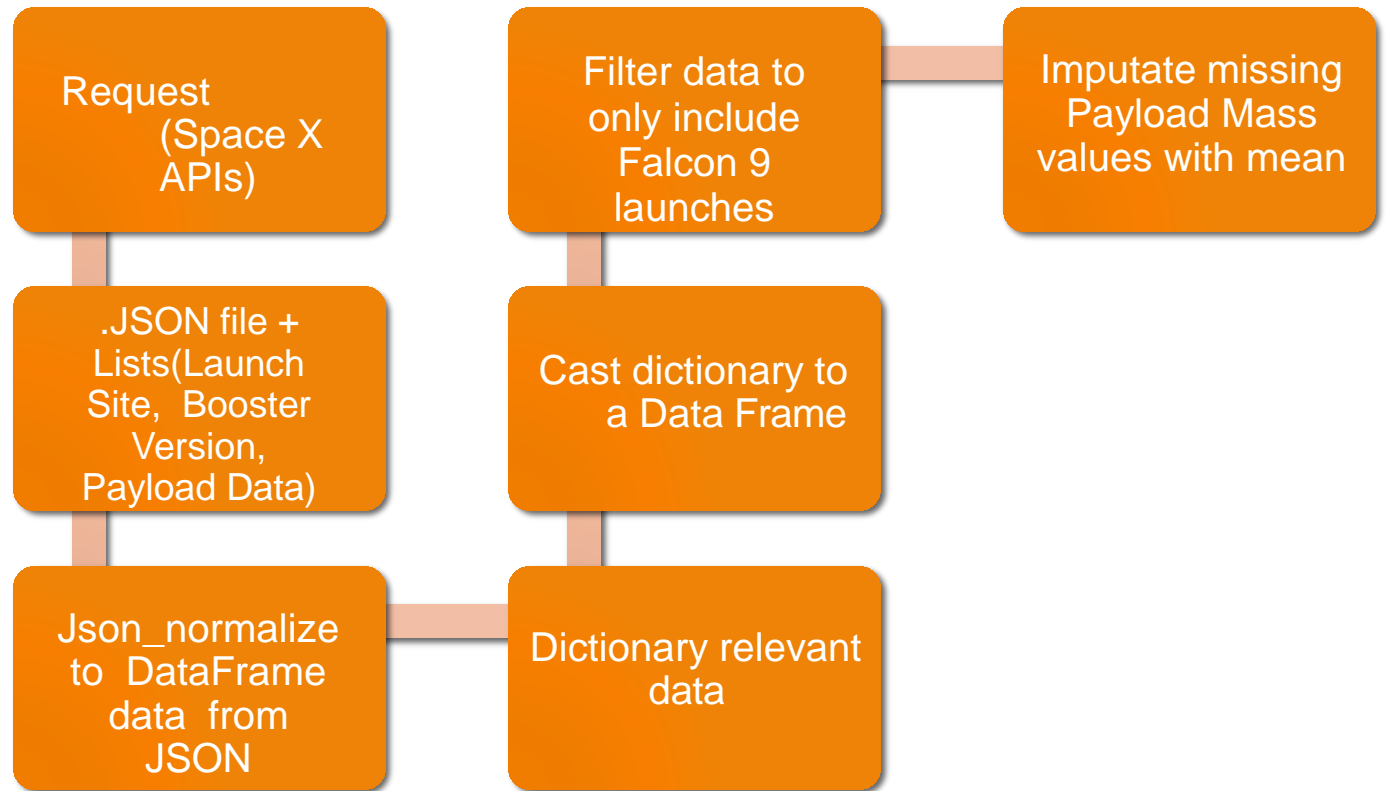 Request
(Space X
APIs)
.JSON file +
Lists(Launch
Site, Booster
Version,
Payload Data)
Json_normalize
to DataFrame
data from
JSON
Dictionary relevant
data
Cast dictionary to
a Data Frame
Filter data to
only include
Falcon 9
launches
Imputate missing
Payload Mass
values with mean